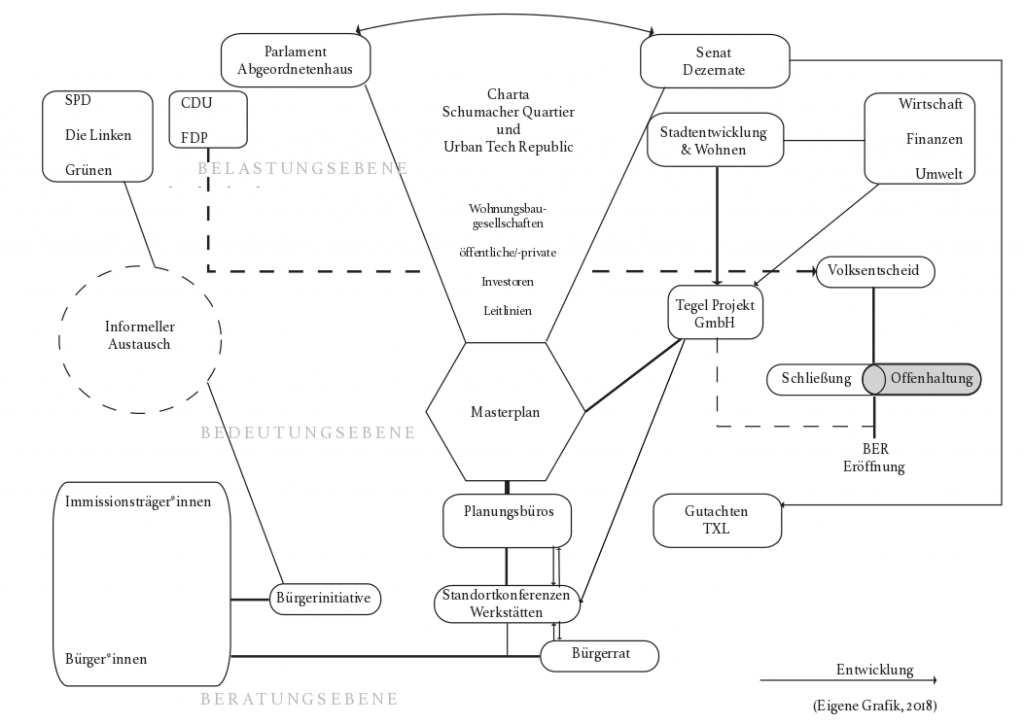 Parlament
Abgeordnetenhaus
Senat
Dezernate
SPD
Die Linken
Grünen
CDU
FDP
Charta
Schumacher Quartier
und
Urban Tech Republic
Stadtentwicklung
& Wohnen
Wirtschaft
Finanzen
Umwelt
BELASTUNGSEBENE
Wohnungsbau-
gesellschaften
öffentliche/-private
Investoren
Leitlinien
Volksentscheid
Tegel Projekt
GmbH
Informeller
Austausch
Schließung
Offenhaltung
Masterplan
BEDEUTUNGSEBENE
BER
Eröffnung
Immissionsträger*innen
Planungsbüros
Gutachten
TXL
Bürgerinitiative
Standortkonferenzen
Werkstätten
Bürger*innen
Bürgerrat
BERATUNGSEBENE
Entwicklung
(Eigene Grafik, 2018)